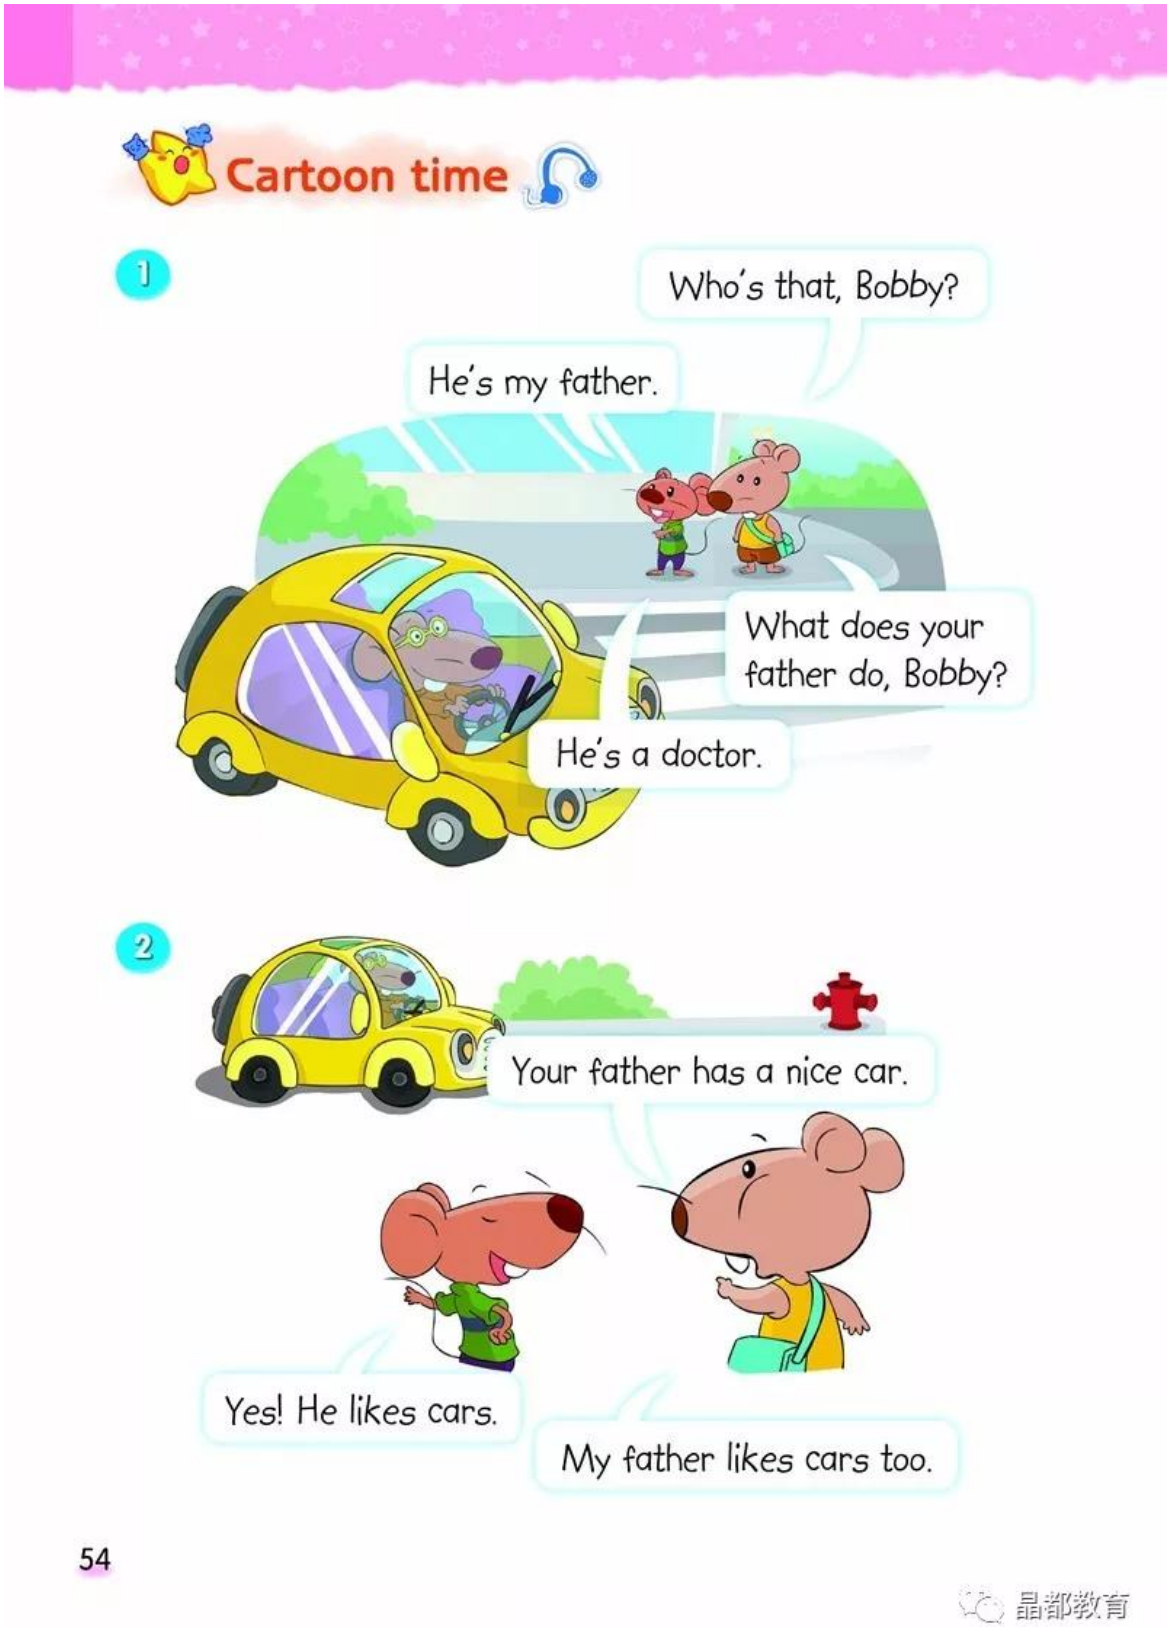 Cartoon time
1
Who's that, Bobby?
He's my father.
What does your
father do, Bobby?
He's a doctor.
2
Your father has a nice car.
Yes! He likes cars.
My father likes cars too.
54
晶都教育